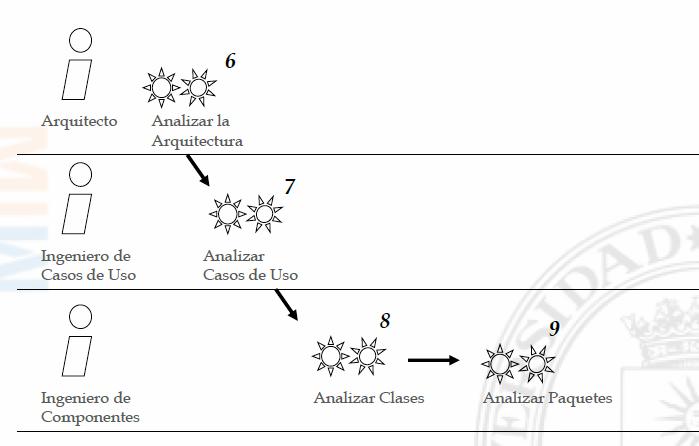 6
Arquitecto
Analizar la
Arquitectura
7
Ingeniero de
Casos de Uso
Analizar
Casos de Uso
8
9
Ingeniero de
Componentes
Analizar Clases
Analizar Paquetes